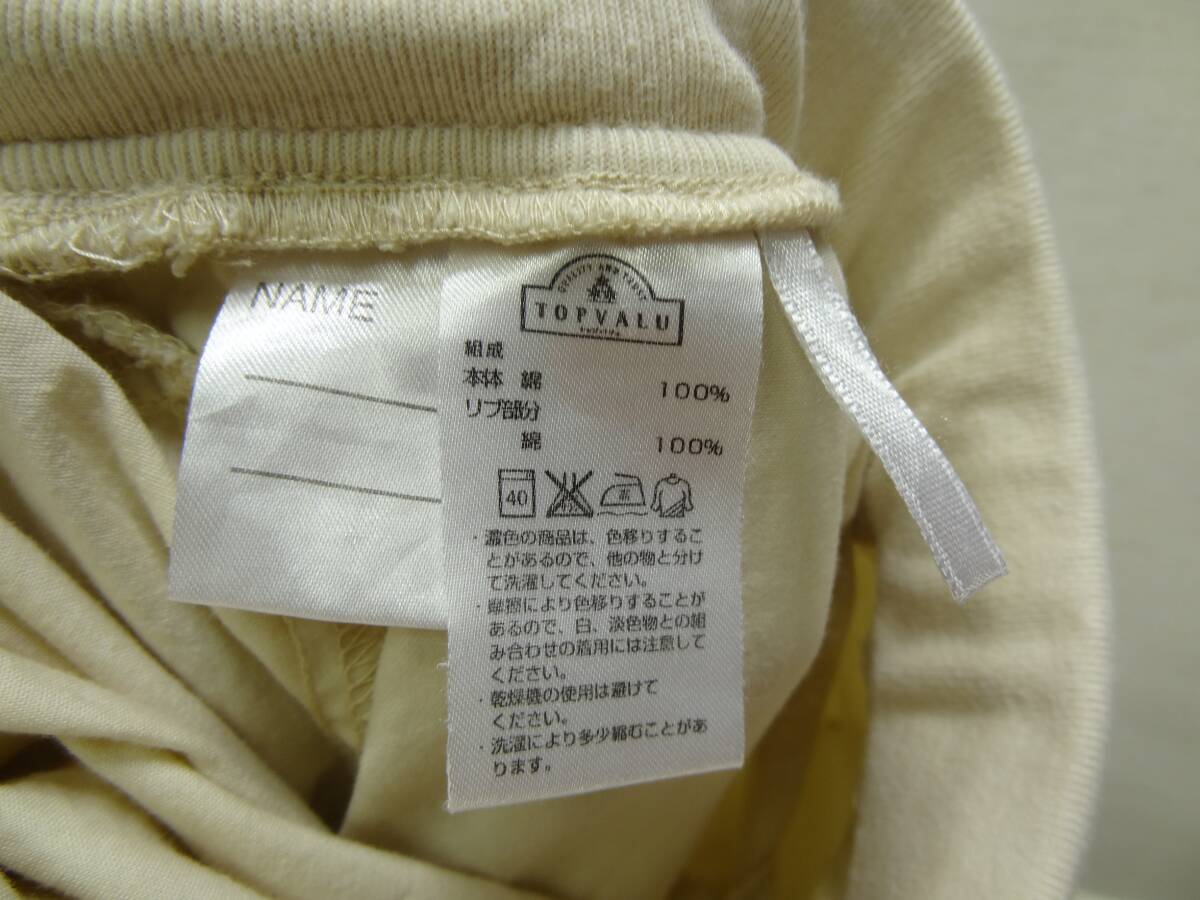 NAME
QUALITY AND
TOPVALU
組成
本体 綿 100%
リブ部分
綿 100%
40
・濃色の商品は、色移りするこ
とがあるので、他の物と分け
て洗濯してください。
・摩擦により色移りすることが
あるので、白、淡色物との組
み合わせの着用には注意して
ください。
・乾燥機の使用は避けて
ください。
・洗濯により多少縮むことがあ
ります。